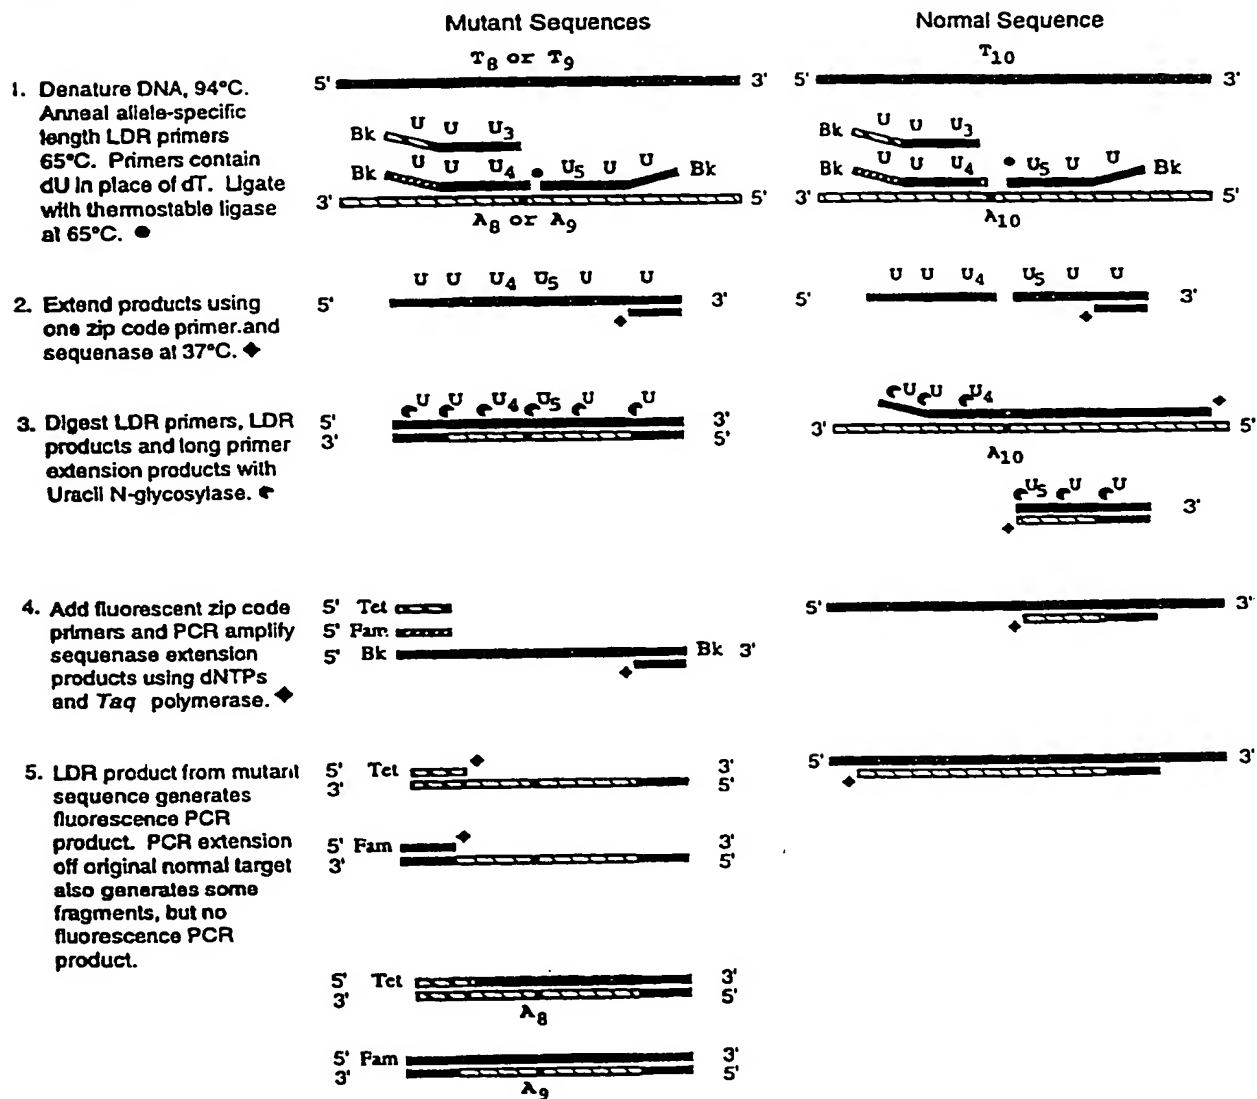 Mutant Sequences
Normal Sequence
T8 or T9
T10
1. Denature DNA, 94°C.
Anneal allele-specific
length LDR primers
65°C. Primers contain
dU in place of dT. Ligate
with thermostable ligase
at 65°C. ●
5' 3'
5' 3'
Bk U U U3
Bk U U U4 U5 U U Bk
3' 5'
A8 or A9
Bk U U U3
Bk U U U4 U5 U U Bk
3' 5'
A10
2. Extend products using
one zip code primer.and
sequenase at 37°C. ◆
U U U4 U5 U U
5' 3'
U U U4 U5 U U
5' 3'
3. Digest LDR primers, LDR
products and long primer
extension products with
Uracil N-glycosylase.
U U U4 U5 U U
5' 3'
3' 5'
U U U4
3' 5'
A10
U5 U U
3'
4. Add fluorescent zip code
primers and PCR amplify
sequenase extension
products using dNTPs
and Taq polymerase. ◆
5' Tet
5' Fam
5' Bk Bk 3'
5' 3'
5. LDR product from mutant
sequence generates
fluorescence PCR
product. PCR extension
off original normal target
also generates some
fragments, but no
fluorescence PCR
product.
5' Tet 3'
3' 5'
5' Fam 3'
3' 5'
5' 3'
5' Tet 3'
3' 5'
A8
5' Fam 3'
3' 5'
A9